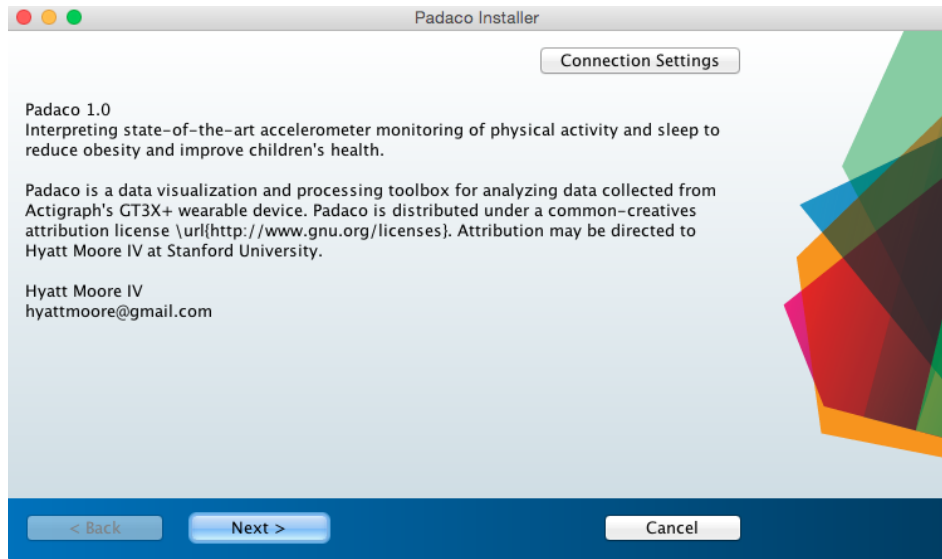 Padaco Installer
Connection Settings
Padaco 1.0
Interpreting state-of-the-art accelerometer monitoring of physical activity and sleep to
reduce obesity and improve children's health.
Padaco is a data visualization and processing toolbox for analyzing data collected from
Actigraph's GT3X+ wearable device. Padaco is distributed under a common-creatives
attribution license \url{http://www.gnu.org/licenses}. Attribution may be directed to
Hyatt Moore IV at Stanford University.
Hyatt Moore IV
hyattmoore@gmail.com
< Back
Next >
Cancel